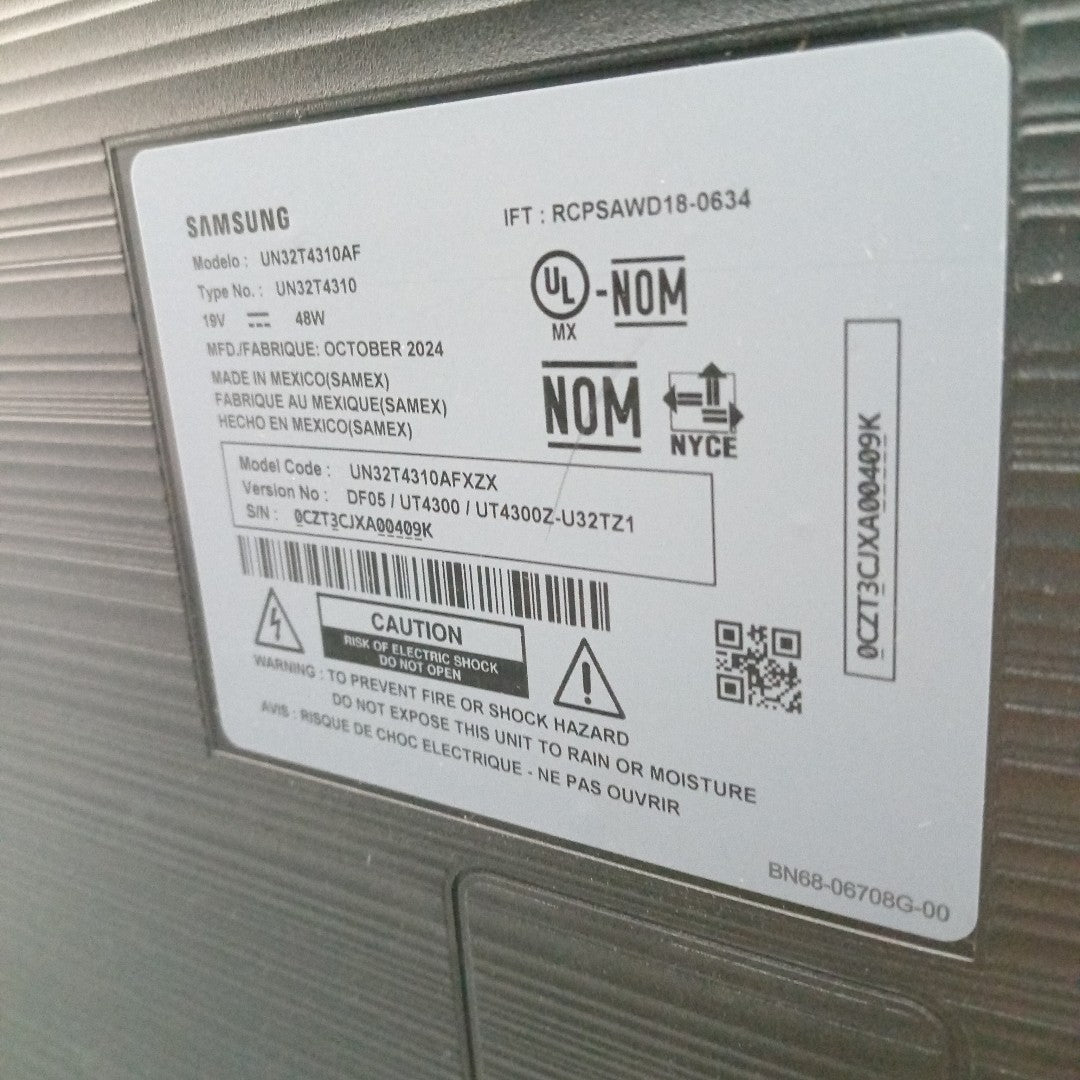 SAMSUNG
IFT : RCPSAWD18-0634
Modelo : UN32T4310AF
Type No. : UN32T4310
19V 48W
MFD./FABRIQUE: OCTOBER 2024
MADE IN MEXICO(SAMEX)
FABRIQUE AU MEXIQUE(SAMEX)
HECHO EN MEXICO(SAMEX)
UL -NOM
MX
NOM
NYCE
Model Code : UN32T4310AFXZX
Version No : DF05 / UT4300 / UT4300Z-U32TZ1
S/N : 0CZT3CJXA00409K
0CZT3CJXA00409K
CAUTION
RISK OF ELECTRIC SHOCK
DO NOT OPEN
WARNING : TO PREVENT FIRE OR SHOCK HAZARD
DO NOT EXPOSE THIS UNIT TO RAIN OR MOISTURE
AVIS : RISQUE DE CHOC ELECTRIQUE - NE PAS OUVRIR
BN68-06708G-00